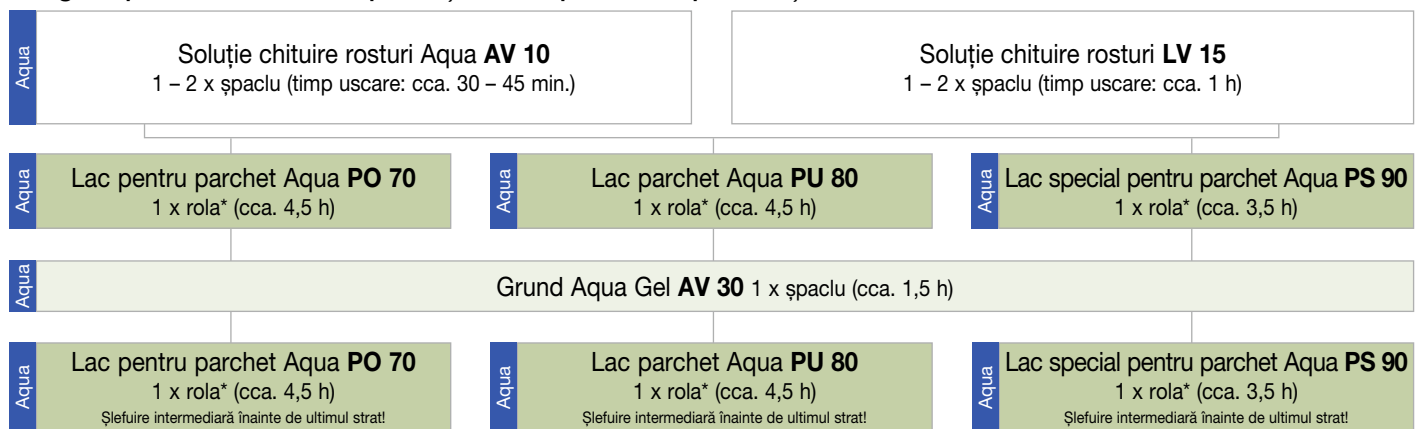 Aqua
Soluție chituire rosturi Aqua AV 10
1 – 2 x șpaclu (timp uscare: cca. 30 – 45 min.)
Soluție chituire rosturi LV 15
1 – 2 x șpaclu (timp uscare: cca. 1 h)
Aqua
Lac pentru parchet Aqua PO 70
1 x rola* (cca. 4,5 h)
Aqua
Lac parchet Aqua PU 80
1 x rola* (cca. 4,5 h)
Aqua
Lac special pentru parchet Aqua PS 90
1 x rola* (cca. 3,5 h)
Aqua
Grund Aqua Gel AV 30 1 x șpaclu (cca. 1,5 h)
Aqua
Lac pentru parchet Aqua PO 70
1 x rola* (cca. 4,5 h)
Șlefuire intermediară înainte de ultimul strat!
Aqua
Lac parchet Aqua PU 80
1 x rola* (cca. 4,5 h)
Șlefuire intermediară înainte de ultimul strat!
Aqua
Lac special pentru parchet Aqua PS 90
1 x rola* (cca. 3,5 h)
Șlefuire intermediară înainte de ultimul strat!